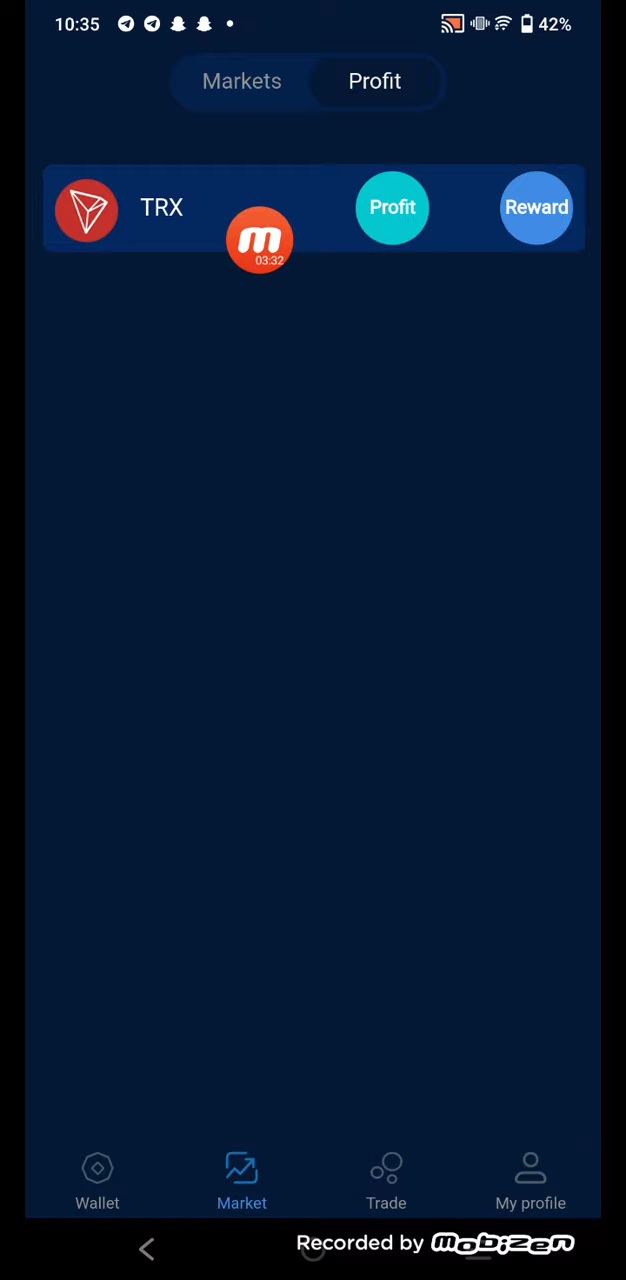 10:35 42%
Markets Profit
TRX Profit Reward
m
03:32
Wallet Market Trade My profile
Recorded by mobizen